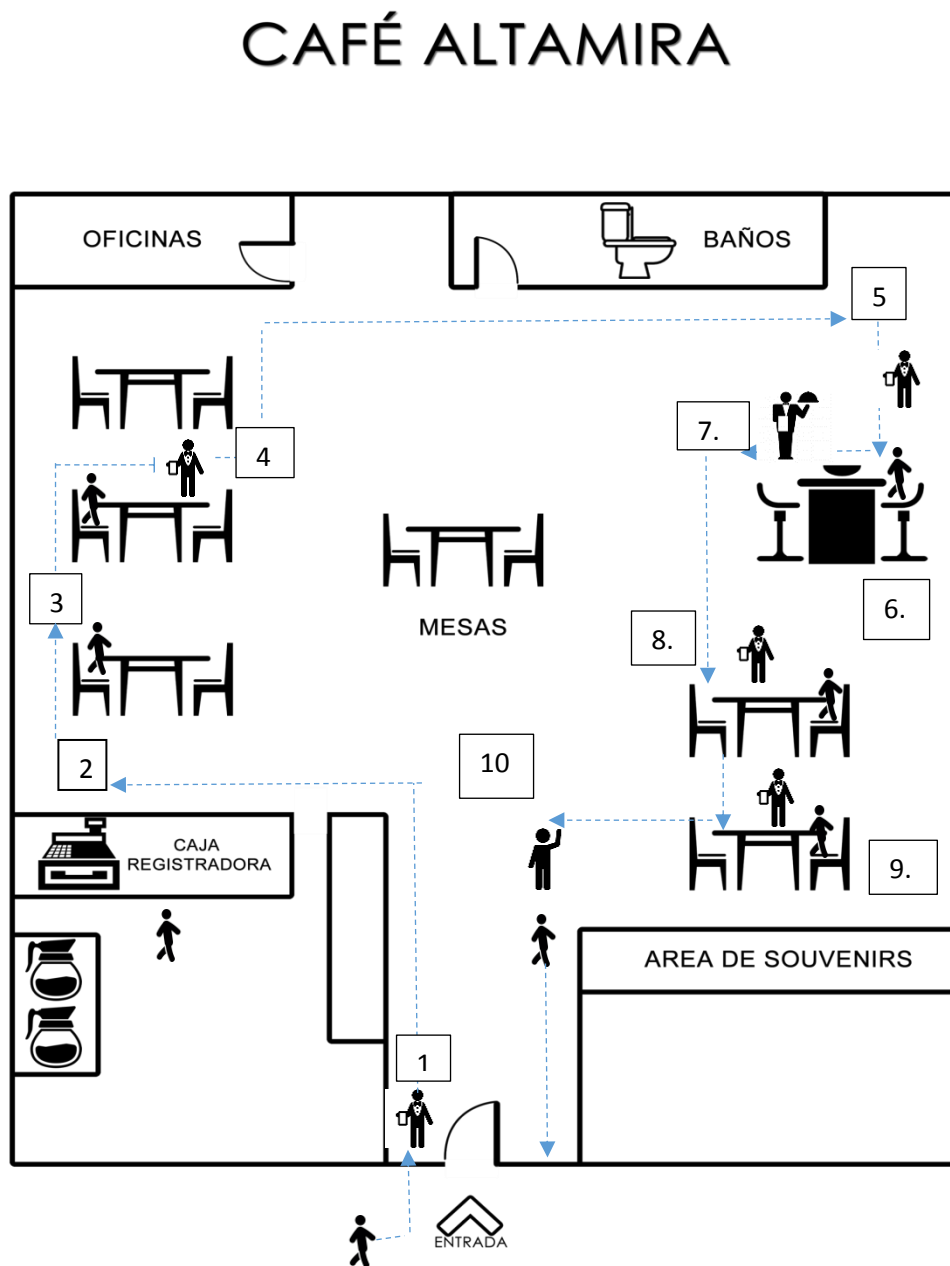 CAFÉ ALTAMIRA
OFICINAS
BAÑOS
5
7.
4
3
6.
MESAS
8.
2
10
CAJA
REGISTRADORA
9.
AREA DE SOUVENIRS
1
ENTRADA